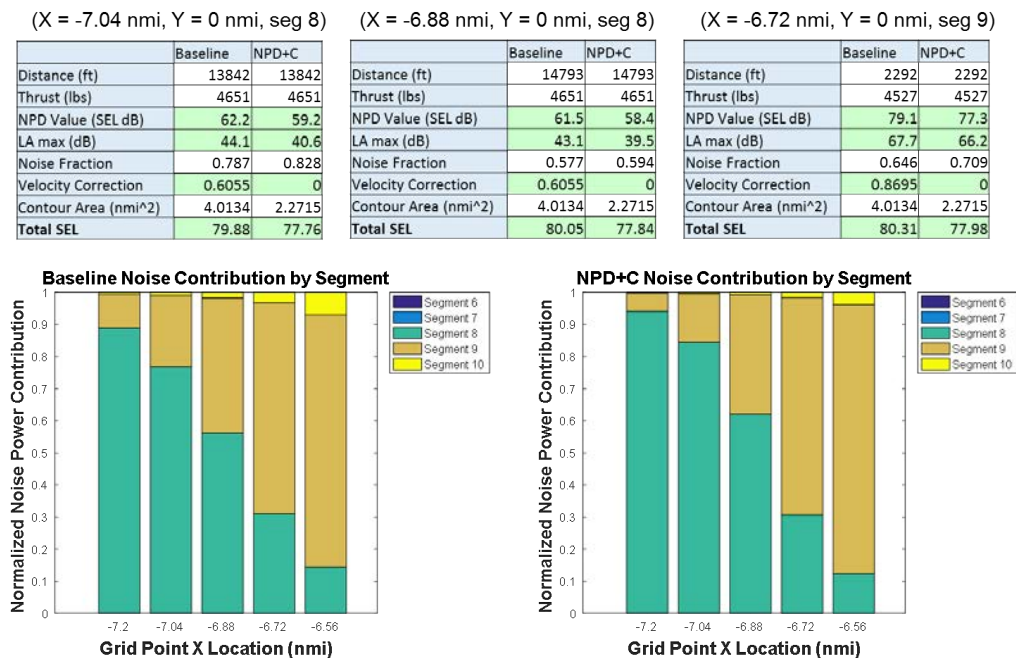 (X = -7.04 nmi, Y = 0 nmi, seg 8)
Baseline NPD+C
Distance (ft) 13842 13842
Thrust (lbs) 4651 4651
NPD Value (SEL dB) 62.2 59.2
LA max (dB) 44.1 40.6
Noise Fraction 0.787 0.828
Velocity Correction 0.6055 0
Contour Area (nmi^2) 4.0134 2.2715
Total SEL 79.88 77.76
(X = -6.88 nmi, Y = 0 nmi, seg 8)
Baseline NPD+C
Distance (ft) 14793 14793
Thrust (lbs) 4651 4651
NPD Value (SEL dB) 61.5 58.4
LA max (dB) 43.1 39.5
Noise Fraction 0.577 0.594
Velocity Correction 0.6055 0
Contour Area (nmi^2) 4.0134 2.2715
Total SEL 80.05 77.84
(X = -6.72 nmi, Y = 0 nmi, seg 9)
Baseline NPD+C
Distance (ft) 2292 2292
Thrust (lbs) 4527 4527
NPD Value (SEL dB) 79.1 77.3
LA max (dB) 67.7 66.2
Noise Fraction 0.646 0.709
Velocity Correction 0.8695 0
Contour Area (nmi^2) 4.0134 2.2715
Total SEL 80.31 77.98
Baseline Noise Contribution by Segment
Normalized Noise Power Contribution
1
0.9
0.8
0.7
0.6
0.5
0.4
0.3
0.2
0.1
0
-7.2 -7.04 -6.88 -6.72 -6.56
Grid Point X Location (nmi)
Segment 6
Segment 7
Segment 8
Segment 9
Segment 10
NPD+C Noise Contribution by Segment
Normalized Noise Power Contribution
1
0.9
0.8
0.7
0.6
0.5
0.4
0.3
0.2
0.1
0
-7.2 -7.04 -6.88 -6.72 -6.56
Grid Point X Location (nmi)
Segment 6
Segment 7
Segment 8
Segment 9
Segment 10